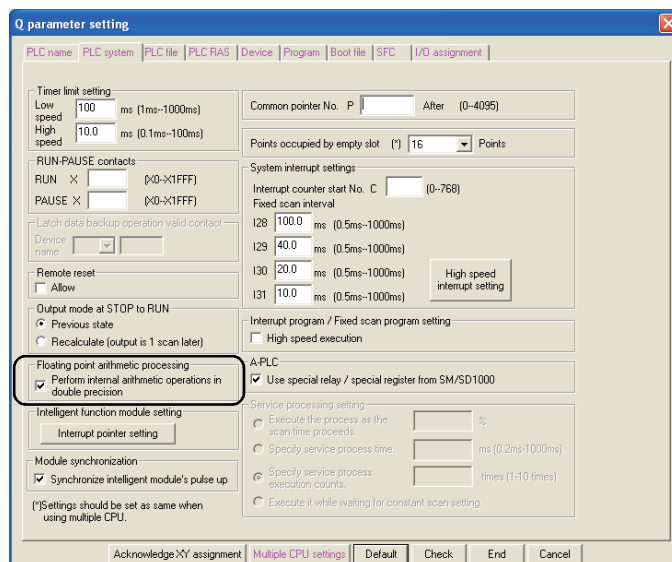 Q parameter setting
PLC name PLC system PLC file PLC RAS Device Program Boot file SFC I/O assignment
Timer limit setting
Low speed 100 ms (1ms--1000ms)
High speed 10.0 ms (0.1ms--100ms)
RUN-PAUSE contacts
RUN X (X0-X1FFF)
PAUSE X (X0-X1FFF)
Latch data backup operation valid contact
Device name
Remote reset
Allow
Output mode at STOP to RUN
Previous state
Recalculate (output is 1 scan later)
Floating point arithmetic processing
Perform internal arithmetic operations in
double precision
Intelligent function module setting
Interrupt pointer setting
Module synchronization
Synchronize intelligent module's pulse up
(*)Settings should be set as same when
using multiple CPU.
Common pointer No. P After (0--4095)
Points occupied by empty slot (*) 16 Points
System interrupt settings
Interrupt counter start No. C (0--768)
Fixed scan interval
I28 100.0 ms (0.5ms--1000ms)
I29 40.0 ms (0.5ms--1000ms)
I30 20.0 ms (0.5ms--1000ms)
I31 10.0 ms (0.5ms--1000ms)
High speed
interrupt setting
Interrupt program / Fixed scan program setting
High speed execution
A-PLC
Use special relay / special register from SM/SD1000
Service processing setting
Execute the process as the
scan time proceeds. %
Specify service process time. ms (0.2ms-1000ms)
Specify service process
execution counts. times (1-10 times)
Execute it while waiting for constant scan setting.
Acknowledge XY assignment Multiple CPU settings Default Check End Cancel